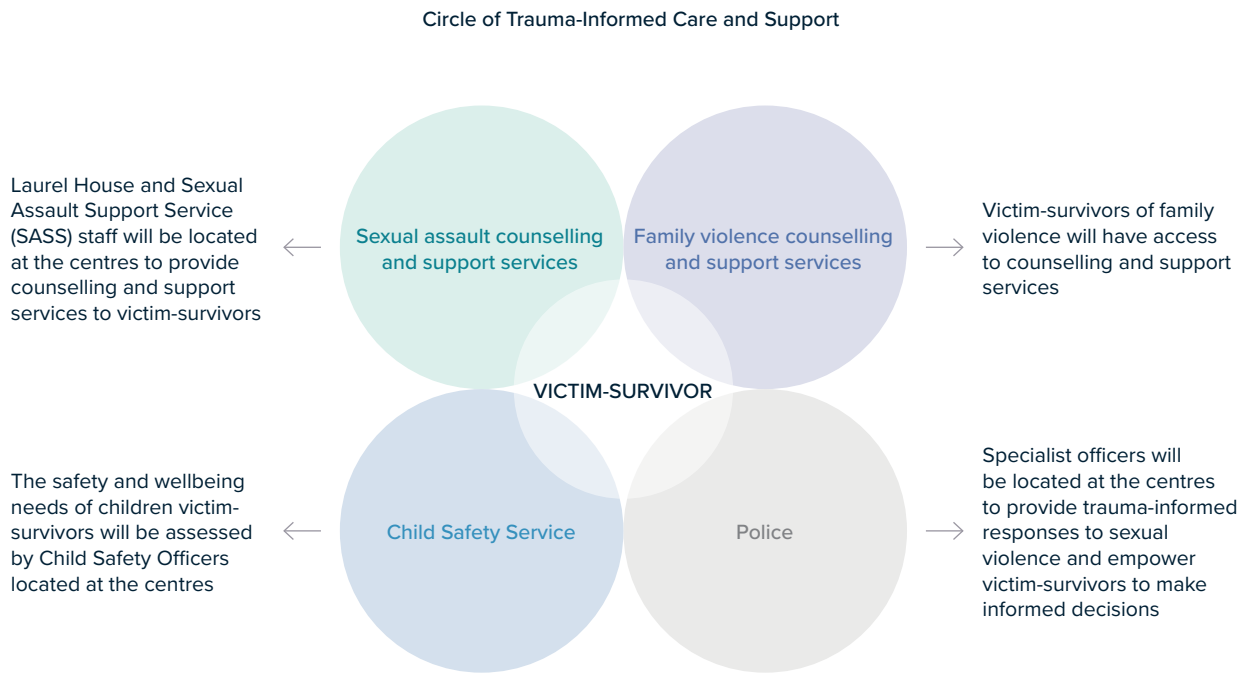 Circle of Trauma-Informed Care and Support
Laurel House and Sexual
Assault Support Service
(SASS) staff will be located
at the centres to provide
counselling and support
services to victim-survivors
Sexual assault counselling
and support services
Family violence counselling
and support services
Victim-survivors of family
violence will have access
to counselling and support
services
VICTIM-SURVIVOR
The safety and wellbeing
needs of children victim-
survivors will be assessed
by Child Safety Officers
located at the centres
Child Safety Service
Police
Specialist officers will
be located at the centres
to provide trauma-informed
responses to sexual
violence and empower
victim-survivors to make
informed decisions